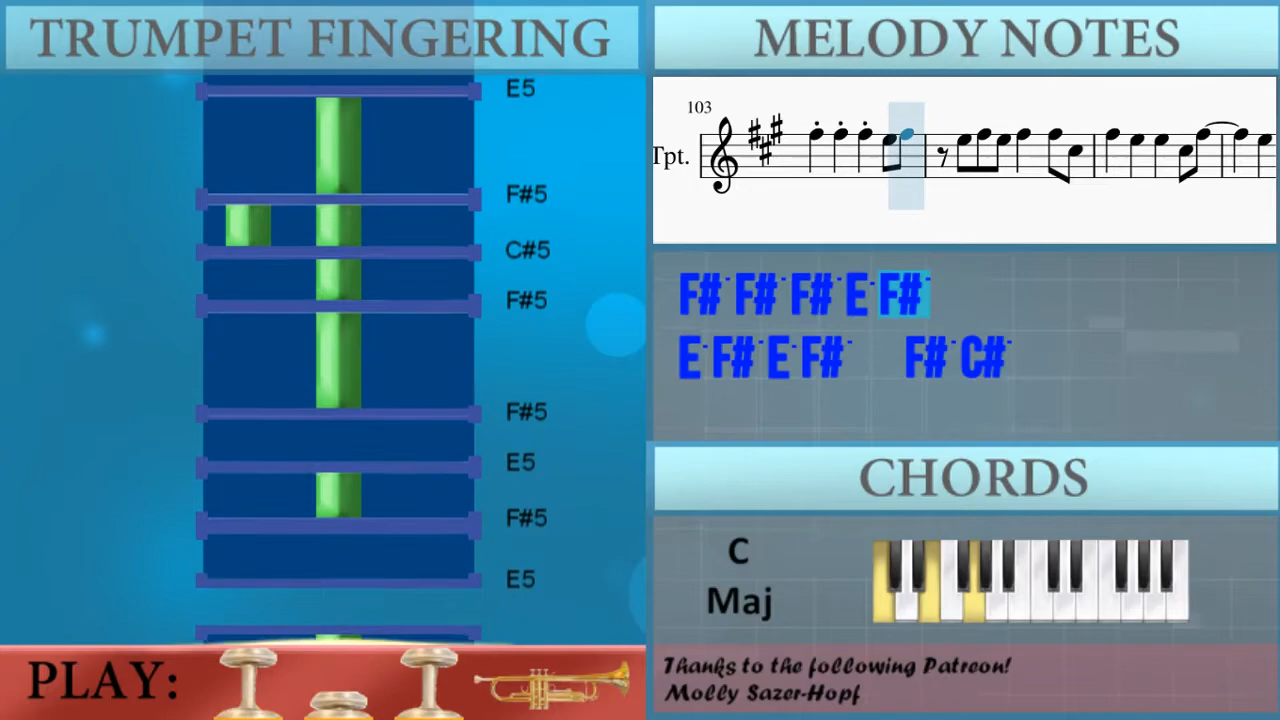 TRUMPET FINGERING
E5
F#5
C#5
F#5
F#5
E5
F#5
E5
PLAY:
MELODY NOTES
103
Tpt.
F#- F#- F#- E- F#-
E- F#- E- F#- F#- C#-
CHORDS
C
Maj
Thanks to the following Patreon!
Molly Sazer-Hopf